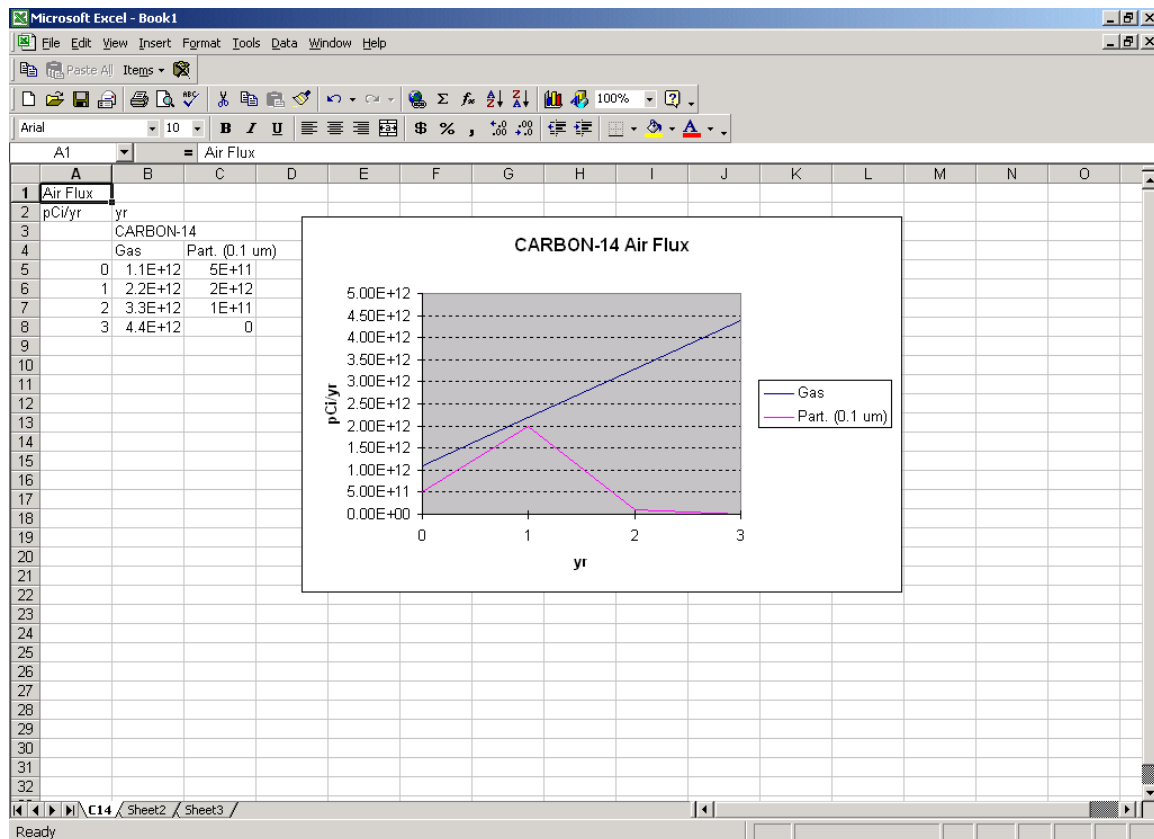 Microsoft Excel - Book1
File Edit View Insert Format Tools Data Window Help
Paste All Items
100%
Arial 10 B I U $ % ,
A1 = Air Flux
A B C D E F G H I J K L M N O
1 Air Flux
2 pCi/yr yr
3 CARBON-14
4 Gas Part. (0.1 um)
5 0 1.1E+12 5E+11
6 1 2.2E+12 2E+12
7 2 3.3E+12 1E+11
8 3 4.4E+12 0
9
10
11
12
13
14
15
16
17
18
19
20
21
22
23
24
25
26
27
28
29
30
31
32
CARBON-14 Air Flux
5.00E+12
4.50E+12
4.00E+12
3.50E+12
3.00E+12
2.50E+12
2.00E+12
1.50E+12
1.00E+12
5.00E+11
0.00E+00
pCi/yr
0 1 2 3
yr
Gas
Part. (0.1 um)
C14 Sheet2 Sheet3
Ready